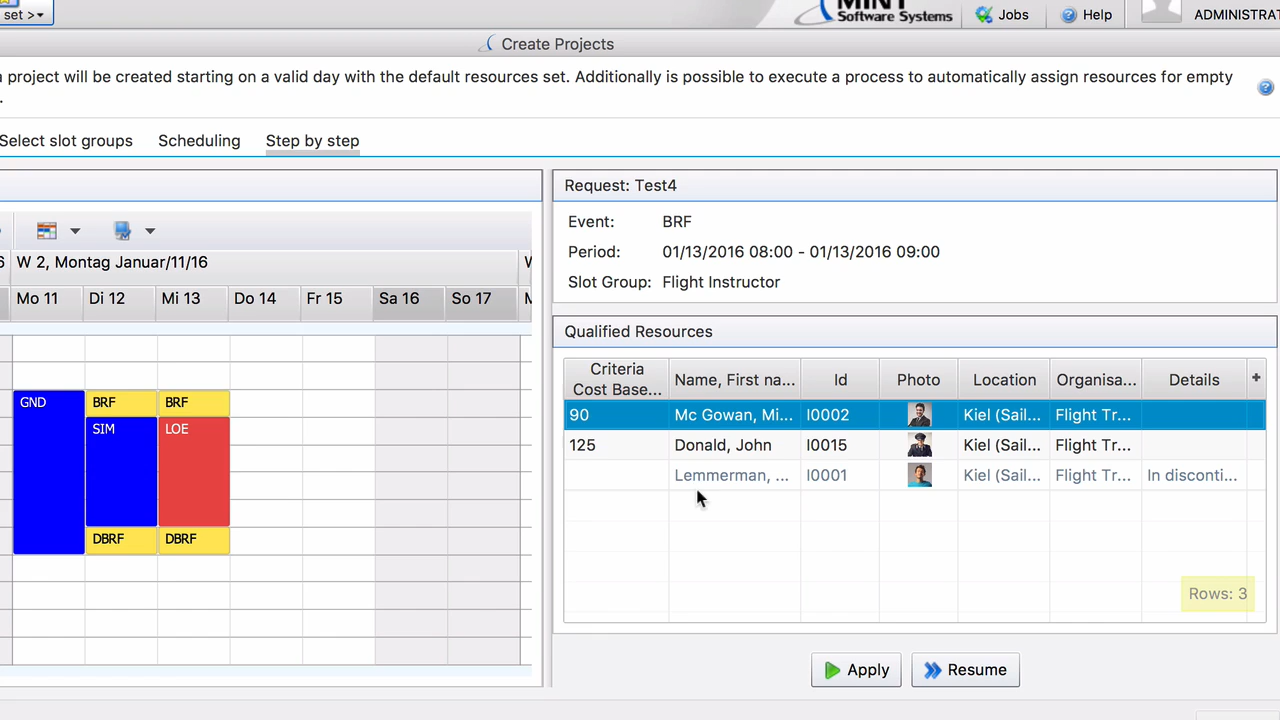 set >
MINT
Software Systems
Jobs
Help
ADMINISTRAT
Create Projects
a project will be created starting on a valid day with the default resources set. Additionally is possible to execute a process to automatically assign resources for empty
.
Select slot groups
Scheduling
Step by step
Request: Test4
Event: BRF
Period: 01/13/2016 08:00 - 01/13/2016 09:00
Slot Group: Flight Instructor
6 W 2, Montag Januar/11/16 W
Mo 11 Di 12 Mi 13 Do 14 Fr 15 Sa 16 So 17 M
GND BRF BRF
SIM LOE
DBRF DBRF
Qualified Resources
Criteria
Cost Base... Name, First na... Id Photo Location Organisa... Details +
90 Mc Gowan, Mi... I0002 Kiel (Sail... Flight Tr...
125 Donald, John I0015 Kiel (Sail... Flight Tr...
Lemmerman, ... I0001 Kiel (Sail... Flight Tr... In disconti...
Rows: 3
Apply
Resume